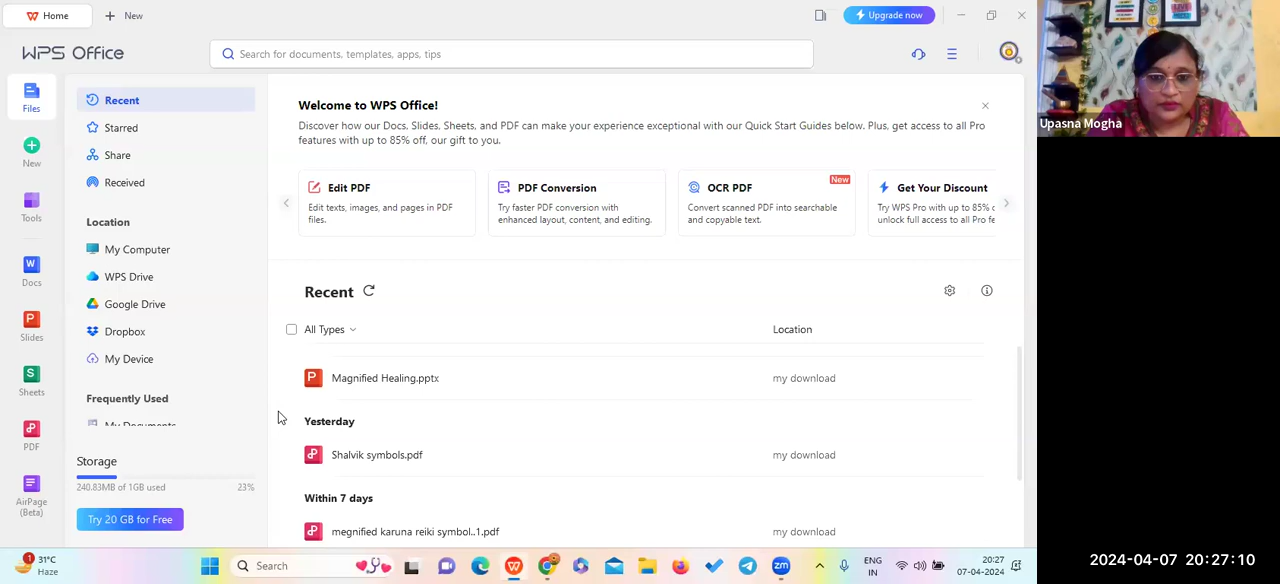 Home
New
Upgrade now
WPS Office
Search for documents, templates, apps, tips
Upasna Mogha
Files
New
Tools
Docs
Slides
Sheets
PDF
AirPage
(Beta)
Recent
Starred
Share
Received
Location
My Computer
WPS Drive
Google Drive
Dropbox
My Device
Frequently Used
My Documents
Storage
240.83MB of 1GB used
23%
Try 20 GB for Free
Welcome to WPS Office!
Discover how our Docs, Slides, Sheets, and PDF can make your experience exceptional with our Quick Start Guides below. Plus, get access to all Pro
features with up to 85% off, our gift to you.
Edit PDF
Edit texts, images, and pages in PDF
files.
PDF Conversion
Try faster PDF conversion with
enhanced layout, content, and editing.
OCR PDF
New
Convert scanned PDF into searchable
and copyable text.
Get Your Discount
Try WPS Pro with up to 85%
unlock full access to all Pro fe
Recent
All Types
Location
Magnified Healing.pptx
my download
Yesterday
Shalvik symbols.pdf
my download
Within 7 days
megnified karuna reiki symbol..1.pdf
my download
1
31°C
Haze
Search
ENG
IN
20:27
07-04-2024
2024-04-07 20:27:10